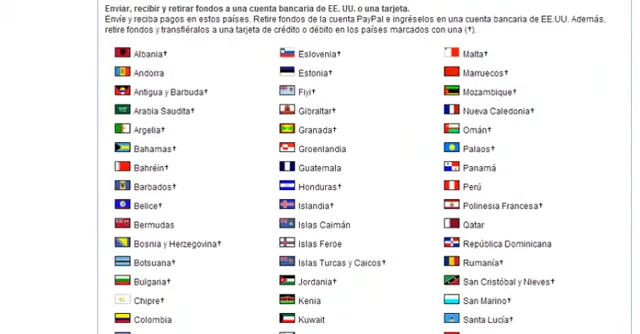 Enviar, recibir y retirar fondos a una cuenta bancaria de EE. UU. o una tarjeta.
Envíe y reciba pagos en estos países. Retire fondos de la cuenta PayPal e ingréselos en una cuenta bancaria de EE.UU. Además,
retire fondos y transfiéralos a una tarjeta de crédito o débito en los países marcados con una (†).
Albania† Eslovenia† Malta†
Andorra Estonia† Marruecos†
Antigua y Barbuda† Fiyi† Mozambique†
Arabia Saudita† Gibraltar† Nueva Caledonia†
Argelia† Granada† Omán†
Bahamas† Groenlandia Palaos†
Bahréin† Guatemala Panamá
Barbados† Honduras† Perú
Belice† Islandia† Polinesia Francesa†
Bermudas Islas Caimán Qatar
Bosnia y Herzegovina† Islas Feroe República Dominicana
Botsuana† Islas Turcas y Caicos† Rumanía†
Bulgaria† Jordania† San Cristóbal y Nieves†
Chipre† Kenia San Marino†
Colombia Kuwait Santa Lucía†